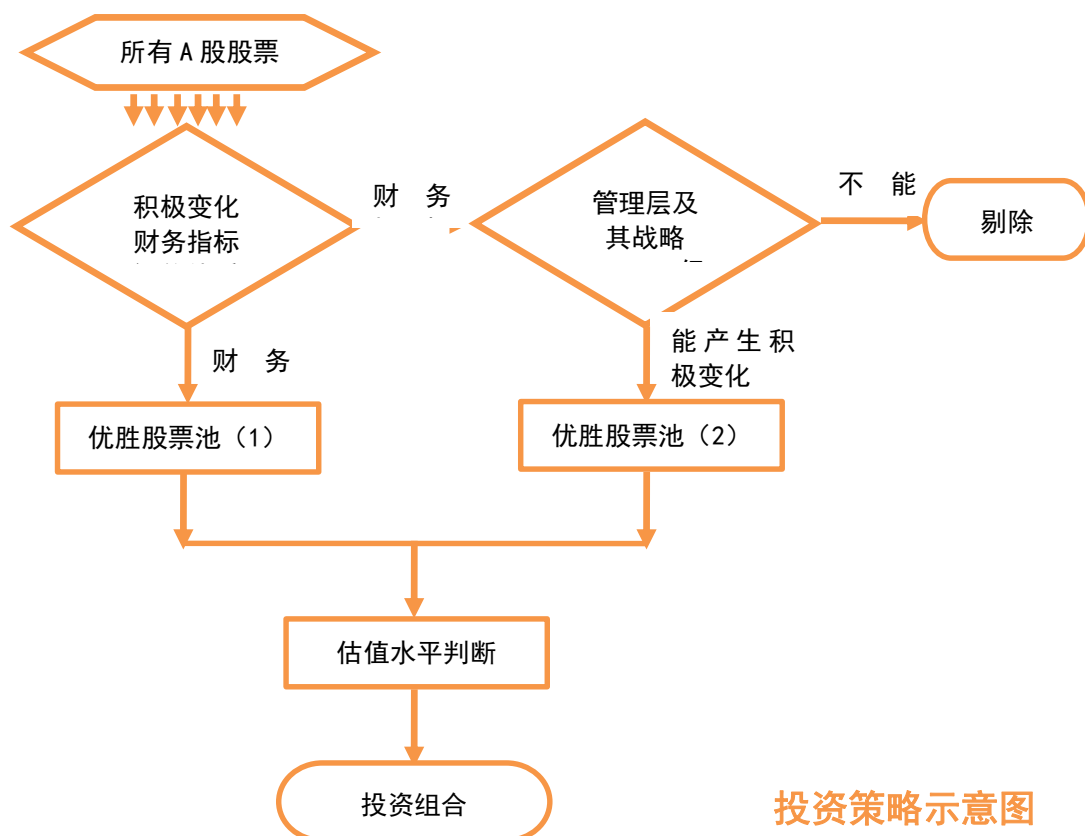 所有 A 股股票
积极变化
财务指标
财 务
管理层及
其战略
不 能
剔除
财 务
能产生积
极变化
优胜股票池（1）
优胜股票池（2）
估值水平判断
投资组合
投资策略示意图